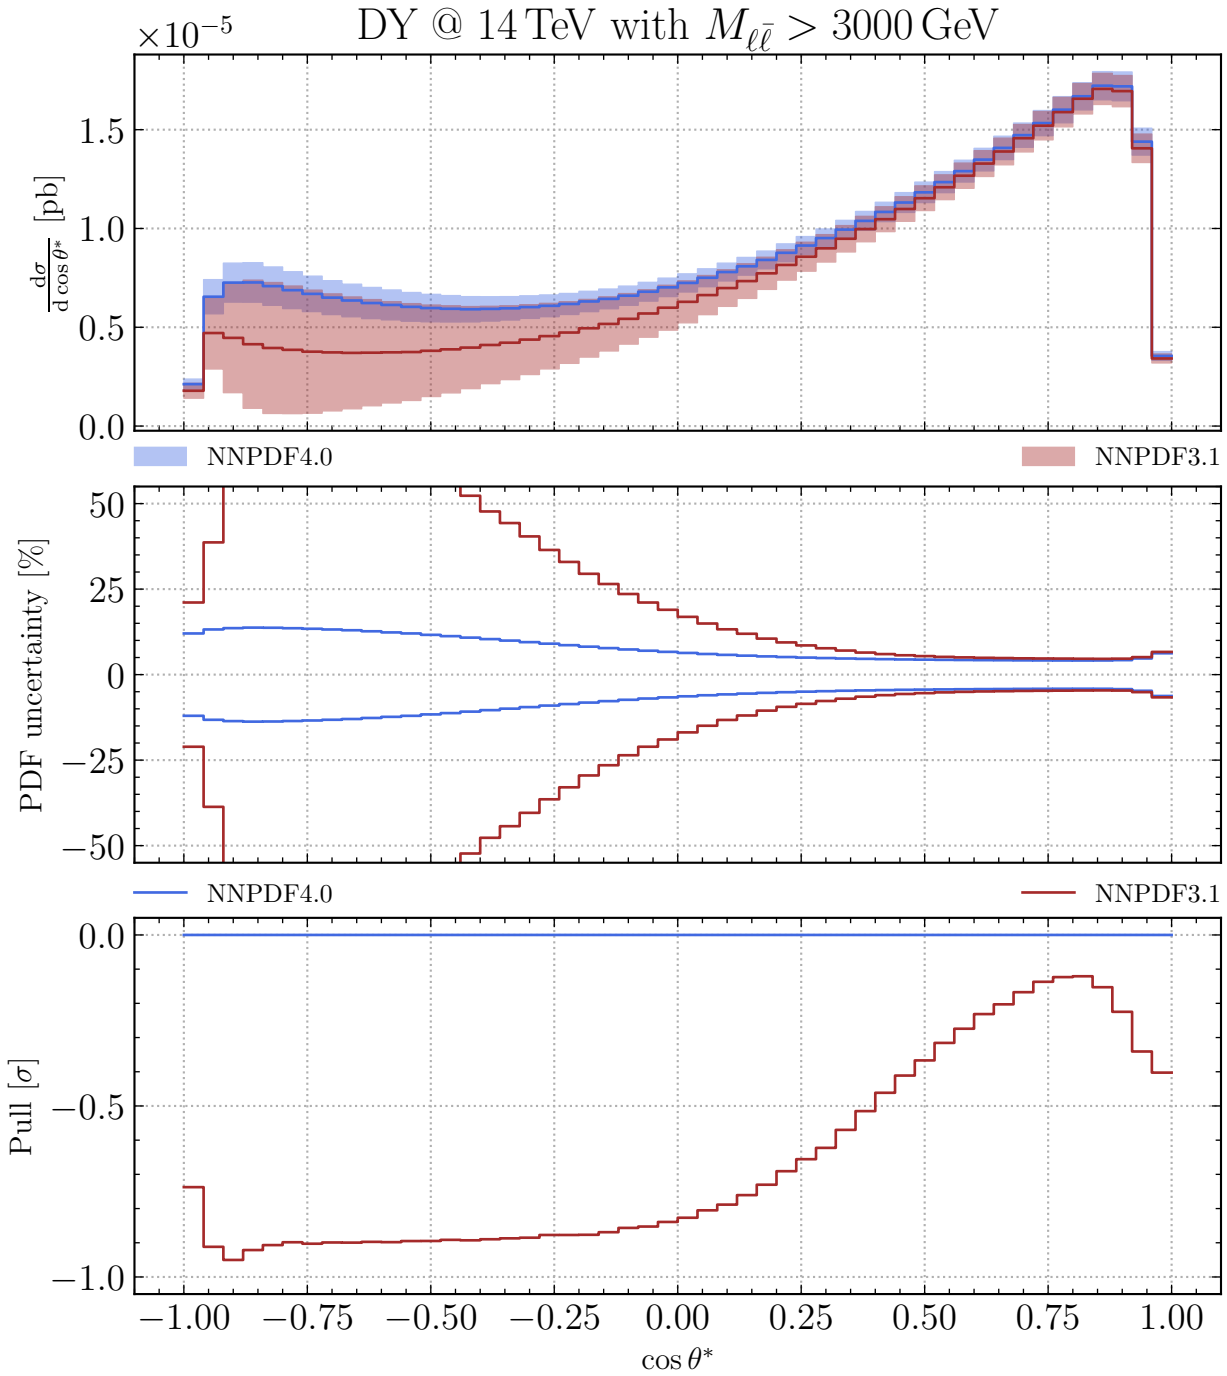 DY @ 14 TeV with M_{ℓℓ̄} > 3000 GeV
×10⁻⁵
1.5
1.0
0.5
0.0
dσ/d cos θ* [pb]
NNPDF4.0 NNPDF3.1
50
25
0
−25
−50
PDF uncertainty [%]
NNPDF4.0 NNPDF3.1
0.0
−0.5
−1.0
Pull [σ]
−1.00 −0.75 −0.50 −0.25 0.00 0.25 0.50 0.75 1.00
cos θ*